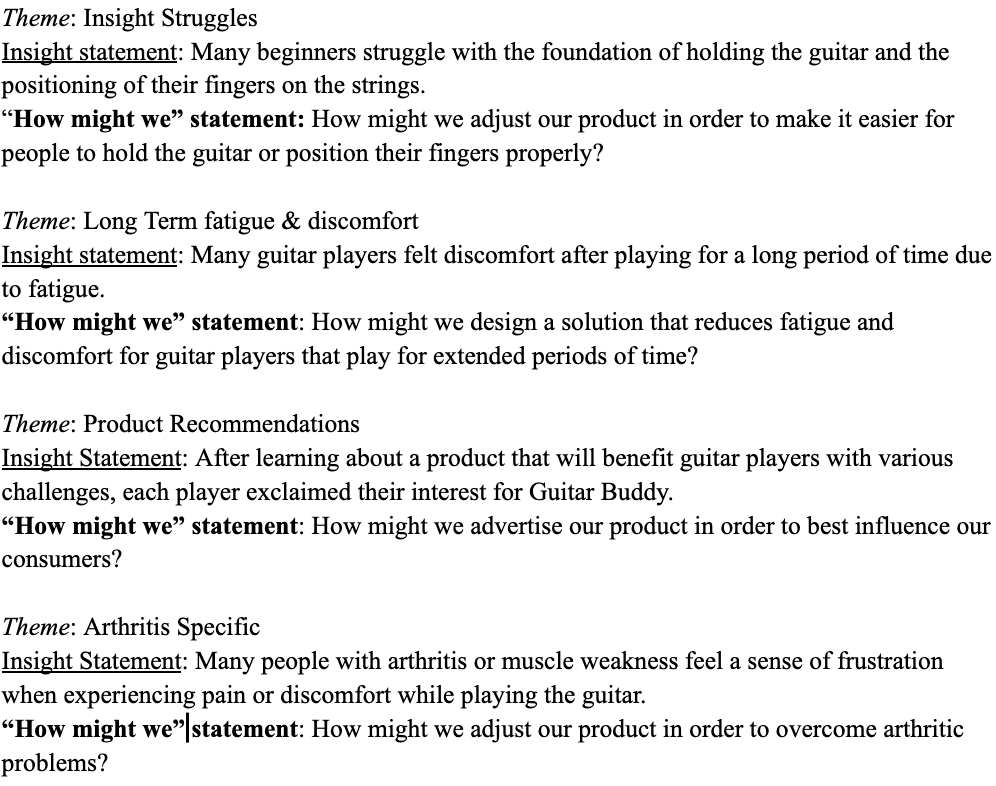 Theme: Insight Struggles
Insight statement: Many beginners struggle with the foundation of holding the guitar and the
positioning of their fingers on the strings.
“How might we” statement: How might we adjust our product in order to make it easier for
people to hold the guitar or position their fingers properly?
Theme: Long Term fatigue & discomfort
Insight statement: Many guitar players felt discomfort after playing for a long period of time due
to fatigue.
“How might we” statement: How might we design a solution that reduces fatigue and
discomfort for guitar players that play for extended periods of time?
Theme: Product Recommendations
Insight Statement: After learning about a product that will benefit guitar players with various
challenges, each player exclaimed their interest for Guitar Buddy.
“How might we” statement: How might we advertise our product in order to best influence our
consumers?
Theme: Arthritis Specific
Insight Statement: Many people with arthritis or muscle weakness feel a sense of frustration
when experiencing pain or discomfort while playing the guitar.
“How might we” statement: How might we adjust our product in order to overcome arthritic
problems?